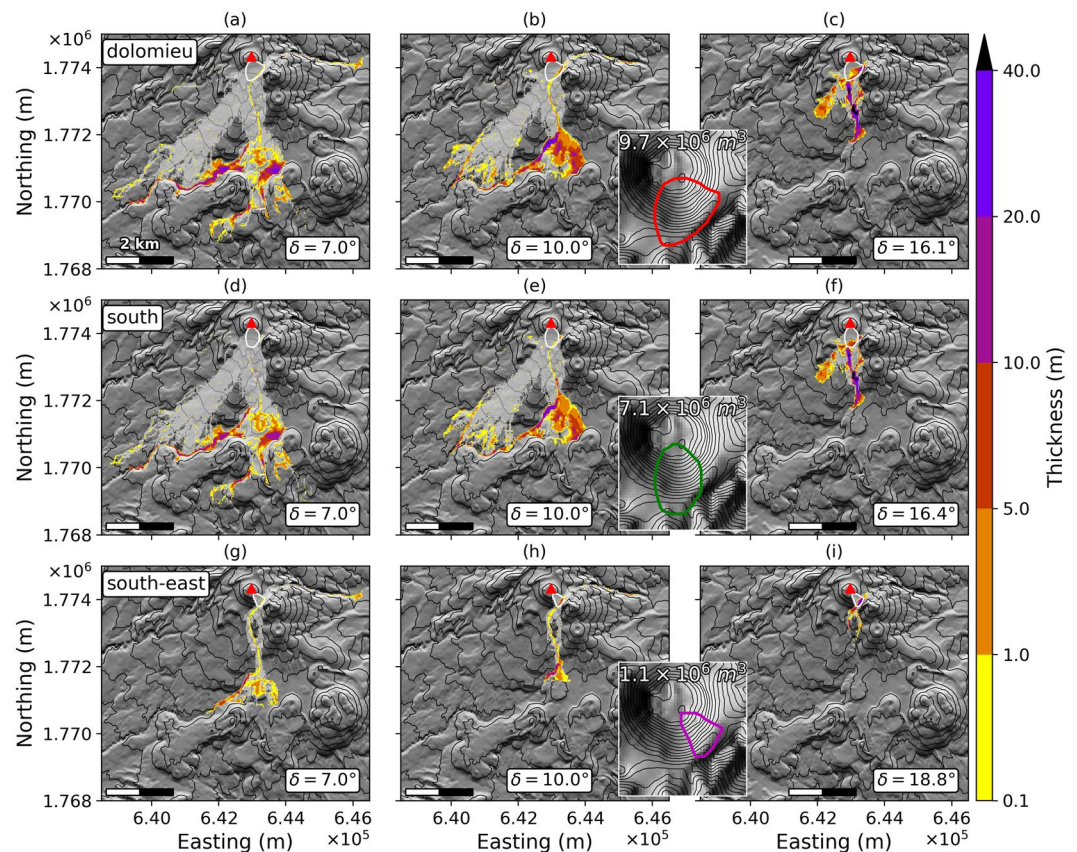 (a) (b) (c)
×10⁶
dolomieu
1.774
1.772
1.770
1.768
Northing (m)
2 km
δ = 7.0°
δ = 10.0°
9.7 × 10⁶ m³
δ = 16.1°
(d) (e) (f)
×10⁶
south
1.774
1.772
1.770
1.768
Northing (m)
δ = 7.0°
δ = 10.0°
7.1 × 10⁶ m³
δ = 16.4°
(g) (h) (i)
×10⁶
south-east
1.774
1.772
1.770
1.768
Northing (m)
δ = 7.0°
δ = 10.0°
1.1 × 10⁶ m³
δ = 18.8°
6.40 6.42 6.44 6.46
Easting (m) ×10⁵
6.40 6.42 6.44 6.46
Easting (m) ×10⁵
6.40 6.42 6.44 6.46
Easting (m) ×10⁵
40.0
20.0
10.0
5.0
1.0
0.1
Thickness (m)